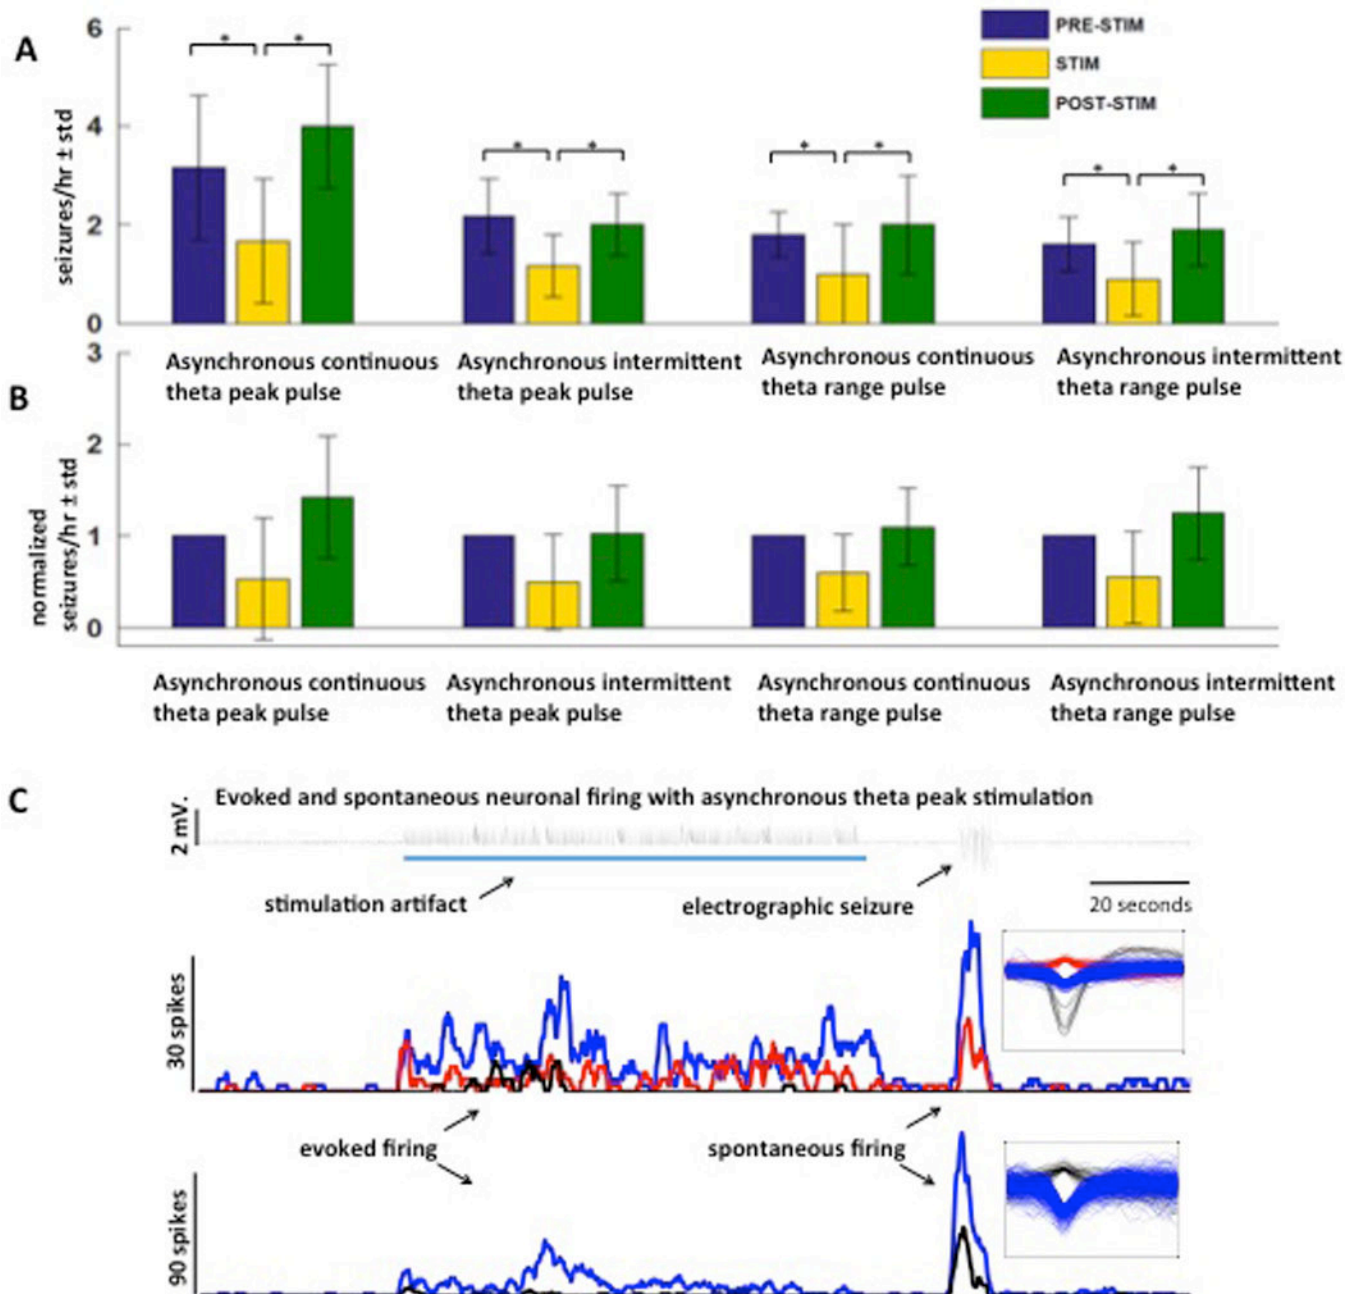 A
6
4
2
0
seizures/hr ± std
* * * * * * * *
PRE-STIM
STIM
POST-STIM
Asynchronous continuous
theta peak pulse
Asynchronous intermittent
theta peak pulse
Asynchronous continuous
theta range pulse
Asynchronous intermittent
theta range pulse
B
3
2
1
0
normalized
seizures/hr ± std
Asynchronous continuous
theta peak pulse
Asynchronous intermittent
theta peak pulse
Asynchronous continuous
theta range pulse
Asynchronous intermittent
theta range pulse
C
Evoked and spontaneous neuronal firing with asynchronous theta peak stimulation
2 mV.
stimulation artifact
electrographic seizure
20 seconds
30 spikes
evoked firing
spontaneous firing
90 spikes